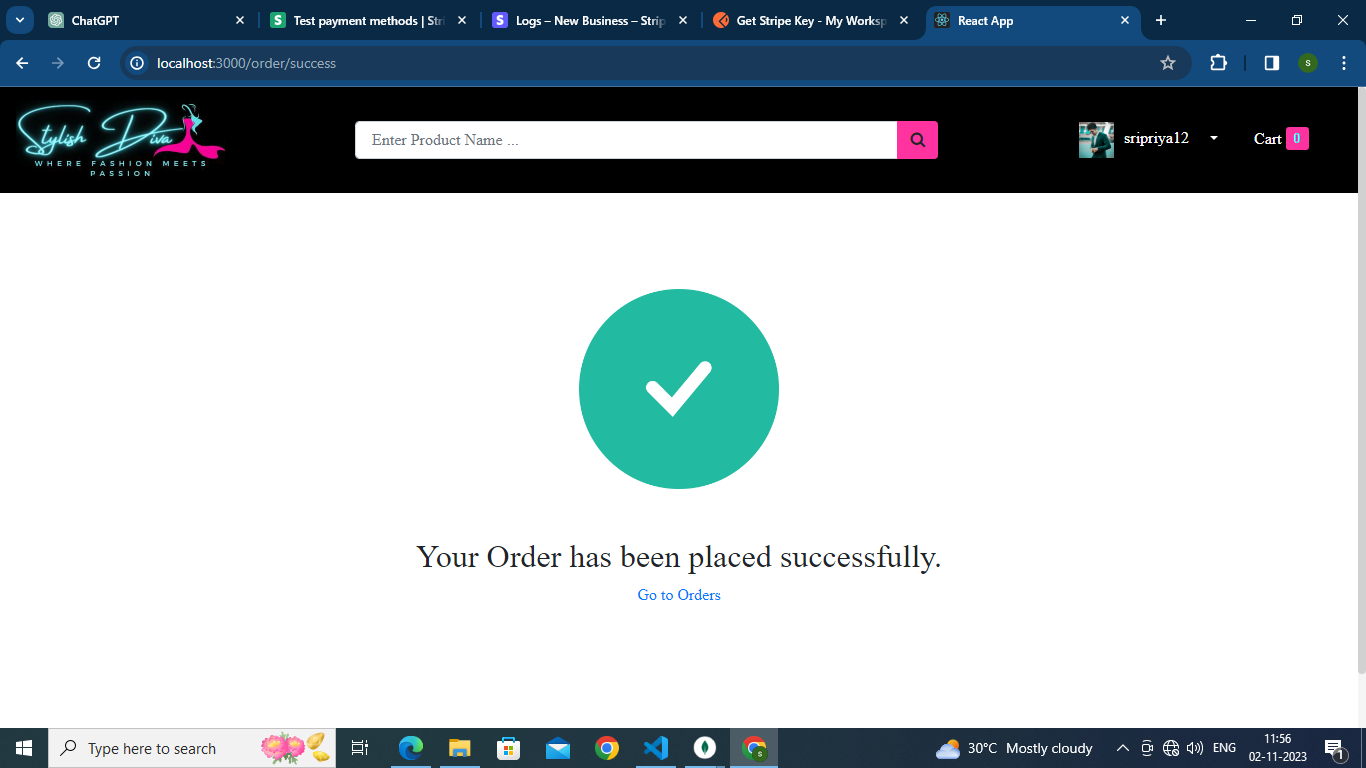 ChatGPT
Test payment methods | Stri
Logs – New Business – Strip
Get Stripe Key - My Worksp
React App
localhost:3000/order/success
S
Stylish Diva
WHERE FASHION MEETS
PASSION
Enter Product Name ...
sripriya12
Cart 0
Your Order has been placed successfully.
Go to Orders
Type here to search
30°C Mostly cloudy
ENG
11:56
02-11-2023
1